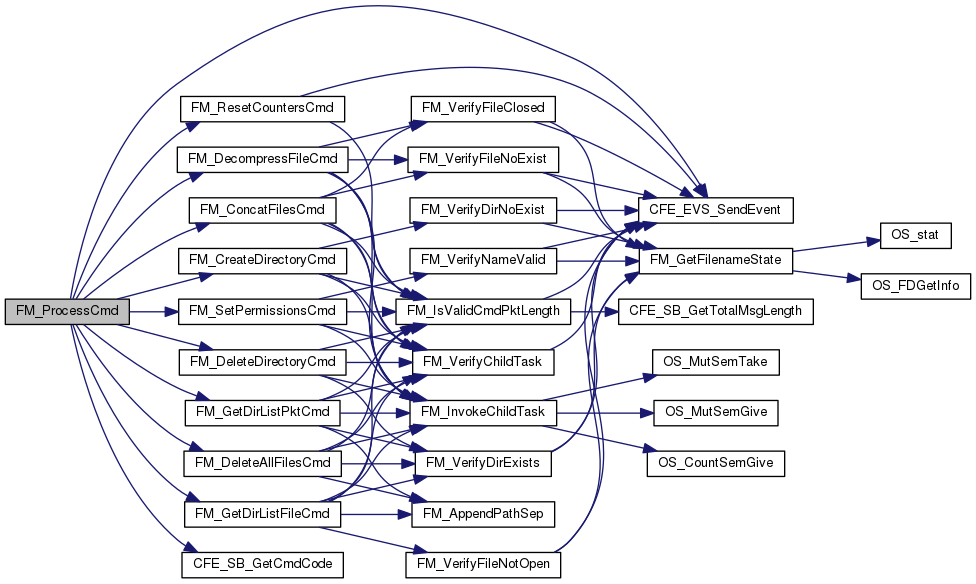 FM_ProcessCmd
FM_ResetCountersCmd
FM_DecompressFileCmd
FM_ConcatFilesCmd
FM_CreateDirectoryCmd
FM_SetPermissionsCmd
FM_DeleteDirectoryCmd
FM_GetDirListPktCmd
FM_DeleteAllFilesCmd
FM_GetDirListFileCmd
CFE_SB_GetCmdCode
FM_VerifyFileClosed
FM_VerifyFileNoExist
FM_VerifyDirNoExist
FM_VerifyNameValid
FM_IsValidCmdPktLength
FM_VerifyChildTask
FM_InvokeChildTask
FM_VerifyDirExists
FM_AppendPathSep
FM_VerifyFileNotOpen
CFE_EVS_SendEvent
FM_GetFilenameState
CFE_SB_GetTotalMsgLength
OS_MutSemTake
OS_MutSemGive
OS_CountSemGive
OS_stat
OS_FDGetInfo